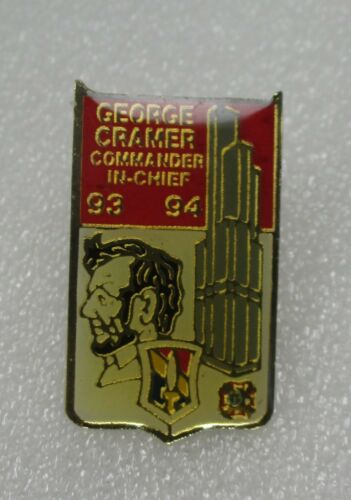 GEORGE
CRAMER
COMMANDER
IN-CHIEF
93 94